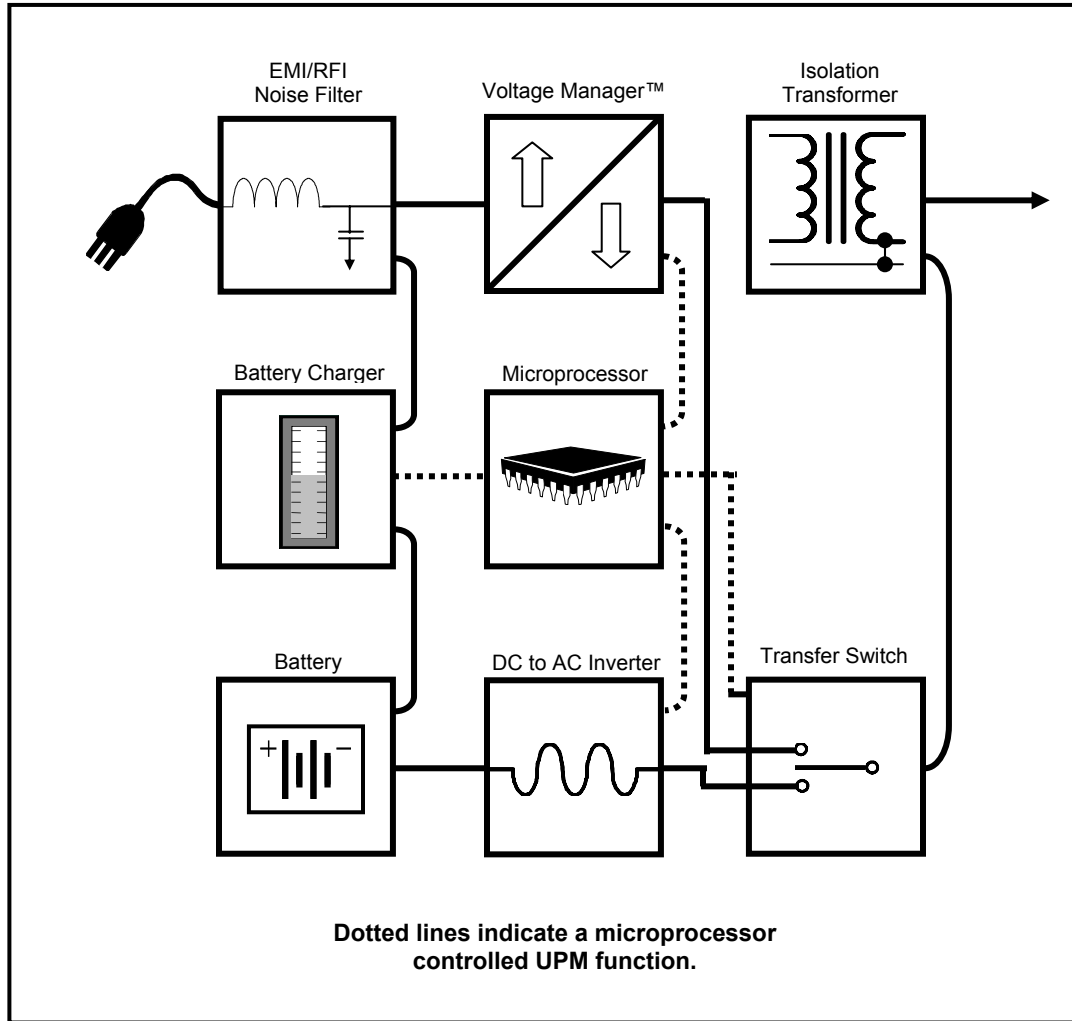 EMI/RFI
Noise Filter
Voltage Manager™
Isolation
Transformer
Battery Charger
Microprocessor
Battery
DC to AC Inverter
Transfer Switch
+ −
Dotted lines indicate a microprocessor
controlled UPM function.